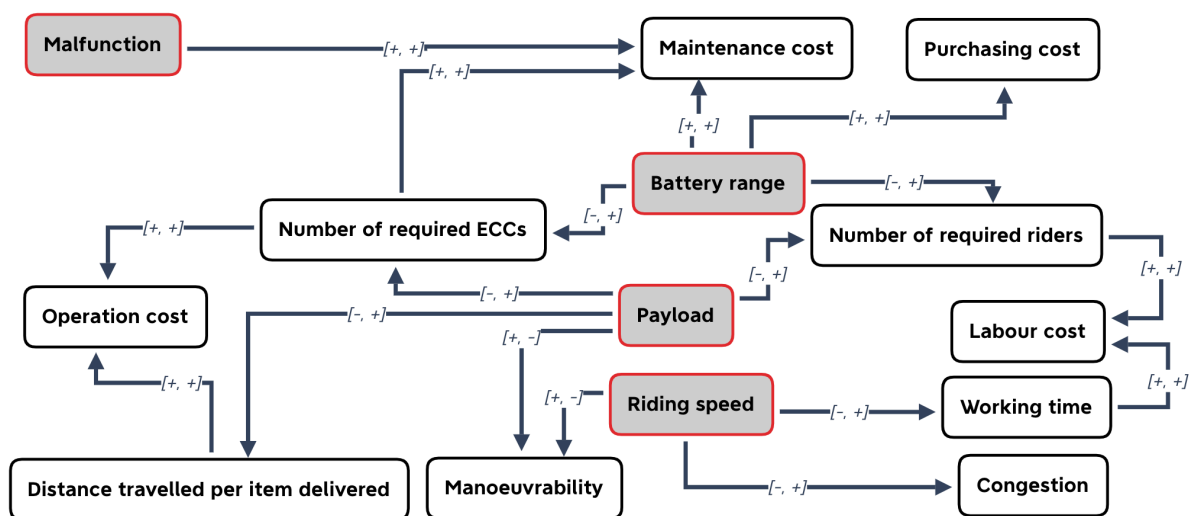 Malfunction
[+, +]
Maintenance cost
Purchasing cost
[+, +]
[+, +]
[+, +]
Battery range
[–, +]
[–, +]
Number of required ECCs
[+, +]
Number of required riders
[–, +]
[+, +]
[–, +]
Payload
[–, +]
Operation cost
[+, –]
Labour cost
[+, +]
[+, +]
[+, –]
Riding speed
[–, +]
Working time
Distance travelled per item delivered
Manoeuvrability
[–, +]
Congestion